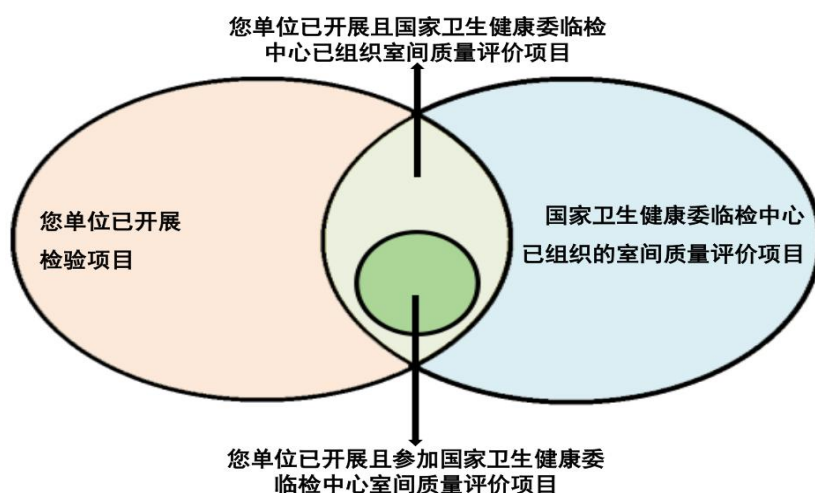 您单位已开展且国家卫生健康委临检
中心已组织室间质量评价项目
您单位已开展
检验项目
国家卫生健康委临检中心
已组织的室间质量评价项目
您单位已开展且参加国家卫生健康委
临检中心室间质量评价项目